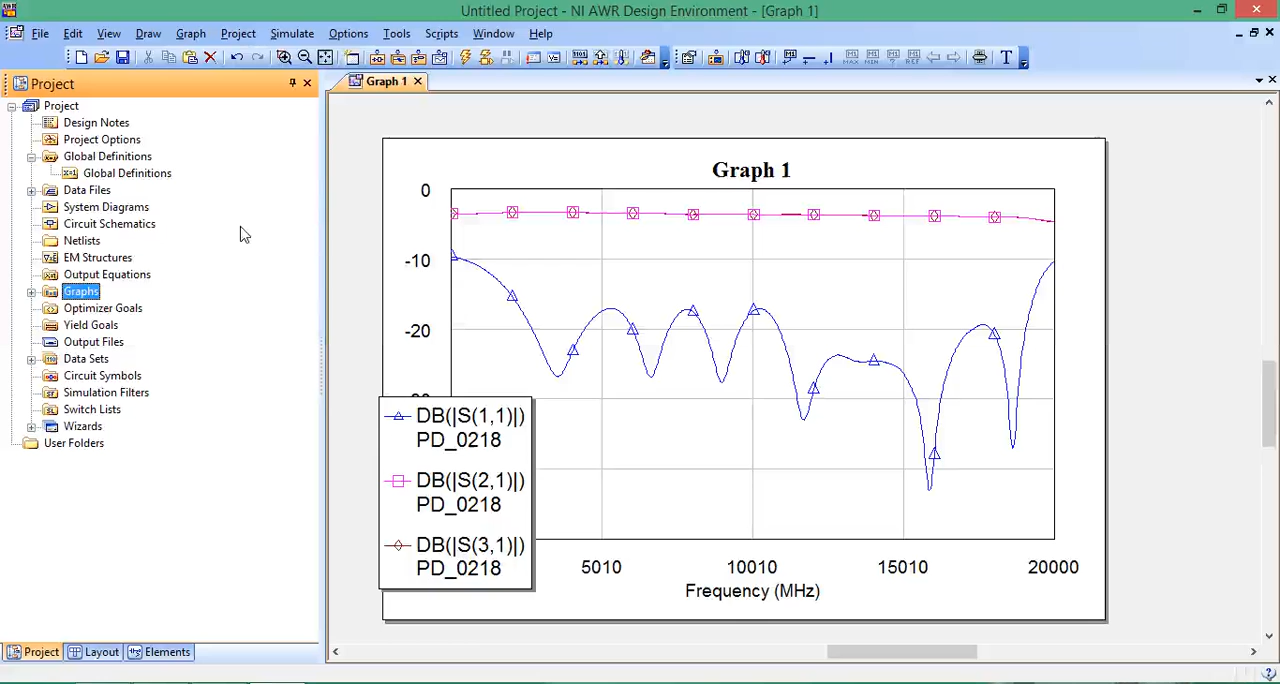 Untitled Project - NI AWR Design Environment - [Graph 1]
File Edit View Draw Graph Project Simulate Options Tools Scripts Window Help
Project
Graph 1
Project
Design Notes
Project Options
Global Definitions
Global Definitions
Data Files
System Diagrams
Circuit Schematics
Netlists
EM Structures
Output Equations
Graphs
Optimizer Goals
Yield Goals
Output Files
Data Sets
Circuit Symbols
Simulation Filters
Switch Lists
Wizards
User Folders
Graph 1
0
-10
-20
DB(|S(1,1)|)
PD_0218
DB(|S(2,1)|)
PD_0218
DB(|S(3,1)|)
PD_0218
5010 10010 15010 20000
Frequency (MHz)
Project Layout Elements